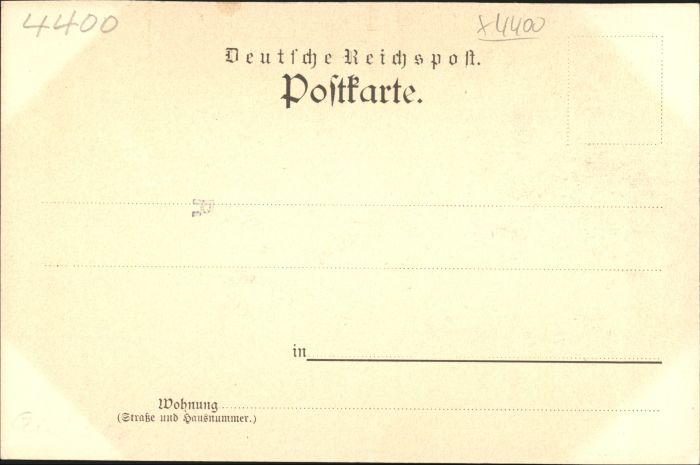 4400
x4400
Deutſche Reichspoſt.
Poſtkarte.
in
Wohnung
(Straße und Hausnummer.)